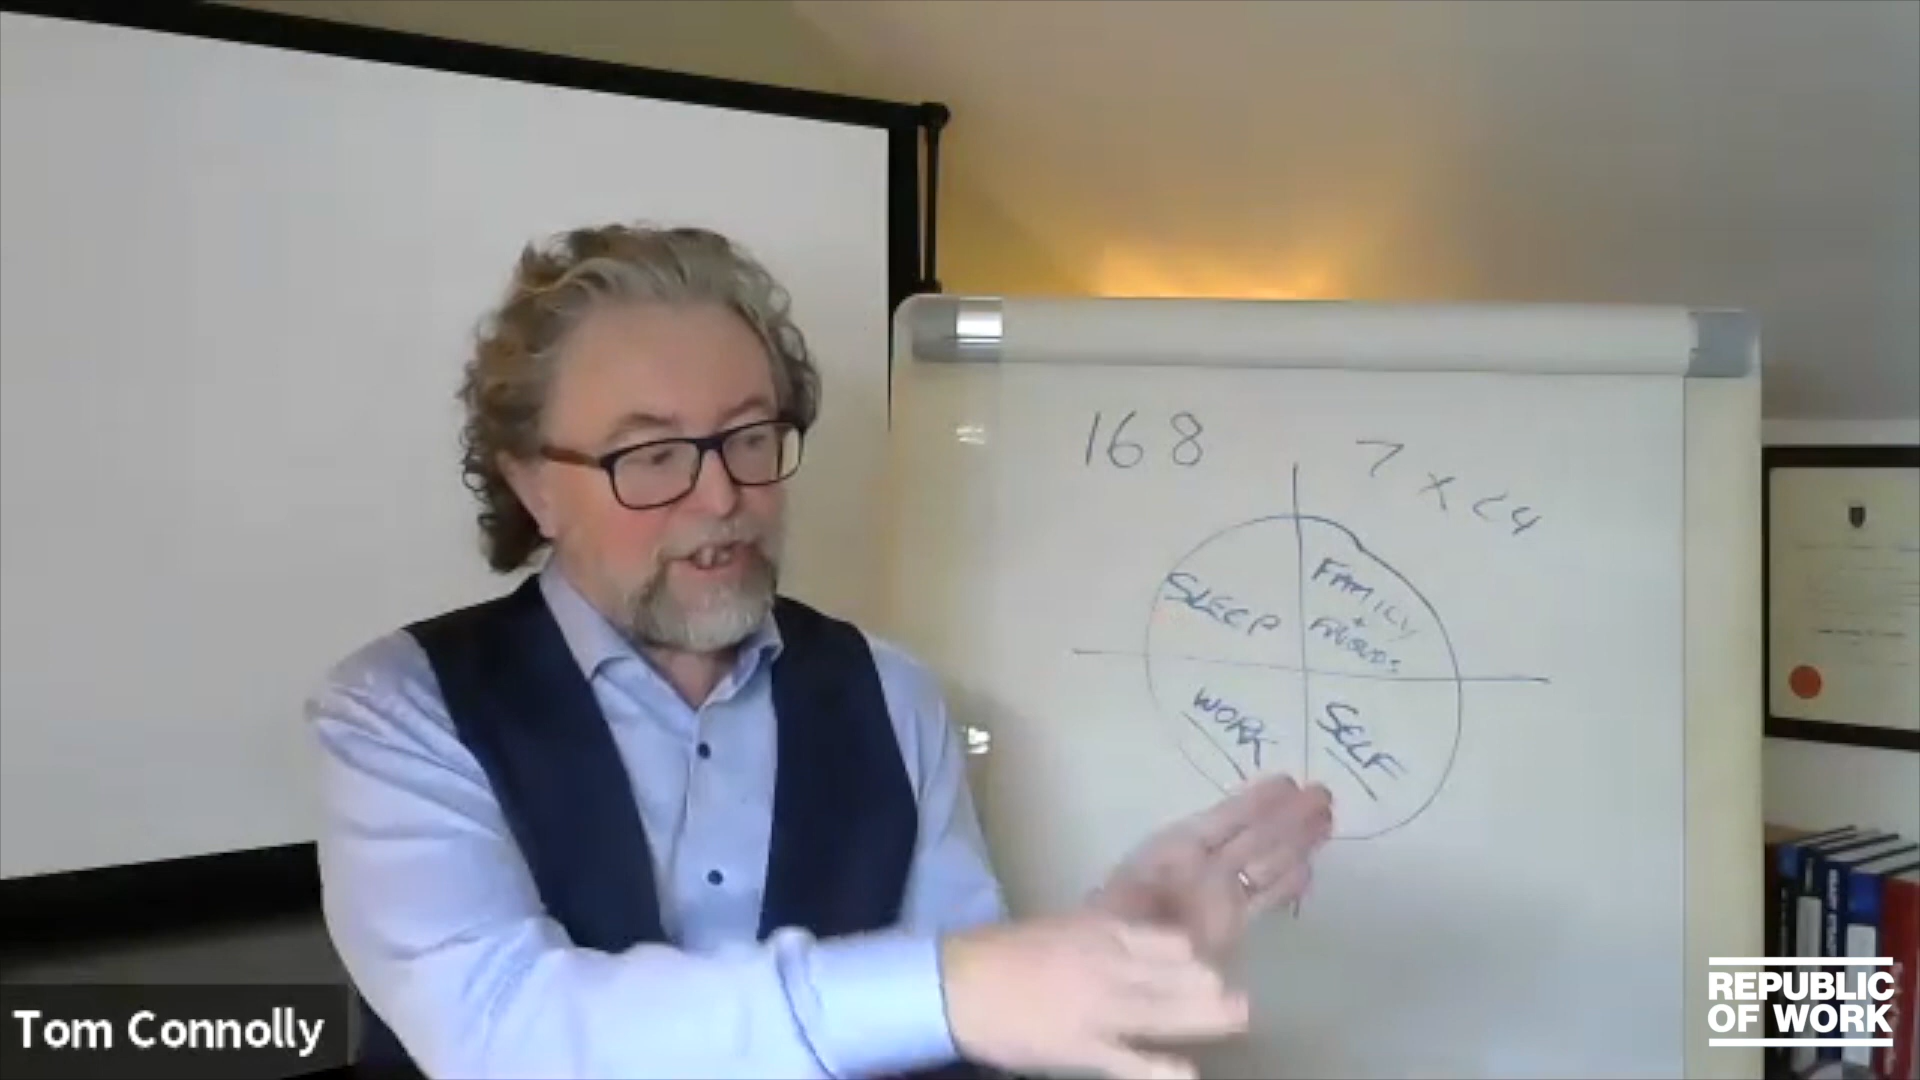 168
7 x 24
SLEEP
FAMILY
+
FRIENDS
WORK
SELF
Tom Connolly
REPUBLIC
OF WORK